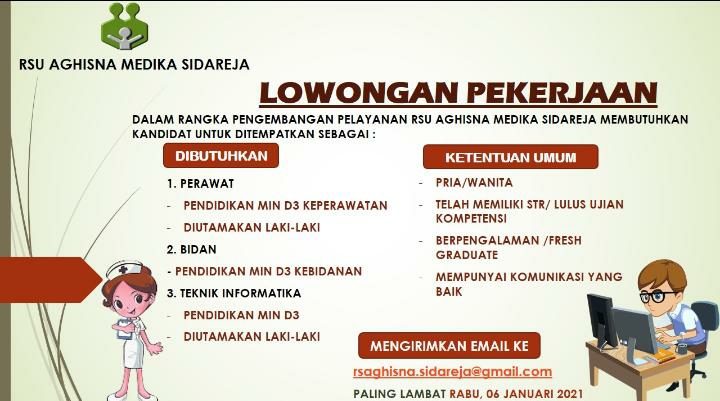 RSU AGHISNA MEDIKA SIDAREJA
LOWONGAN PEKERJAAN
DALAM RANGKA PENGEMBANGAN PELAYANAN RSU AGHISNA MEDIKA SIDAREJA MEMBUTUHKAN
KANDIDAT UNTUK DITEMPATKAN SEBAGAI :
DIBUTUHKAN
1. PERAWAT
- PENDIDIKAN MIN D3 KEPERAWATAN
- DIUTAMAKAN LAKI-LAKI
2. BIDAN
- PENDIDIKAN MIN D3 KEBIDANAN
3. TEKNIK INFORMATIKA
- PENDIDIKAN MIN D3
- DIUTAMAKAN LAKI-LAKI
KETENTUAN UMUM
- PRIA/WANITA
- TELAH MEMILIKI STR/ LULUS UJIAN
KOMPETENSI
- BERPENGALAMAN /FRESH
GRADUATE
- MEMPUNYAI KOMUNIKASI YANG
BAIK
MENGIRIMKAN EMAIL KE
rsaghisna.sidareja@gmail.com
PALING LAMBAT RABU, 06 JANUARI 2021